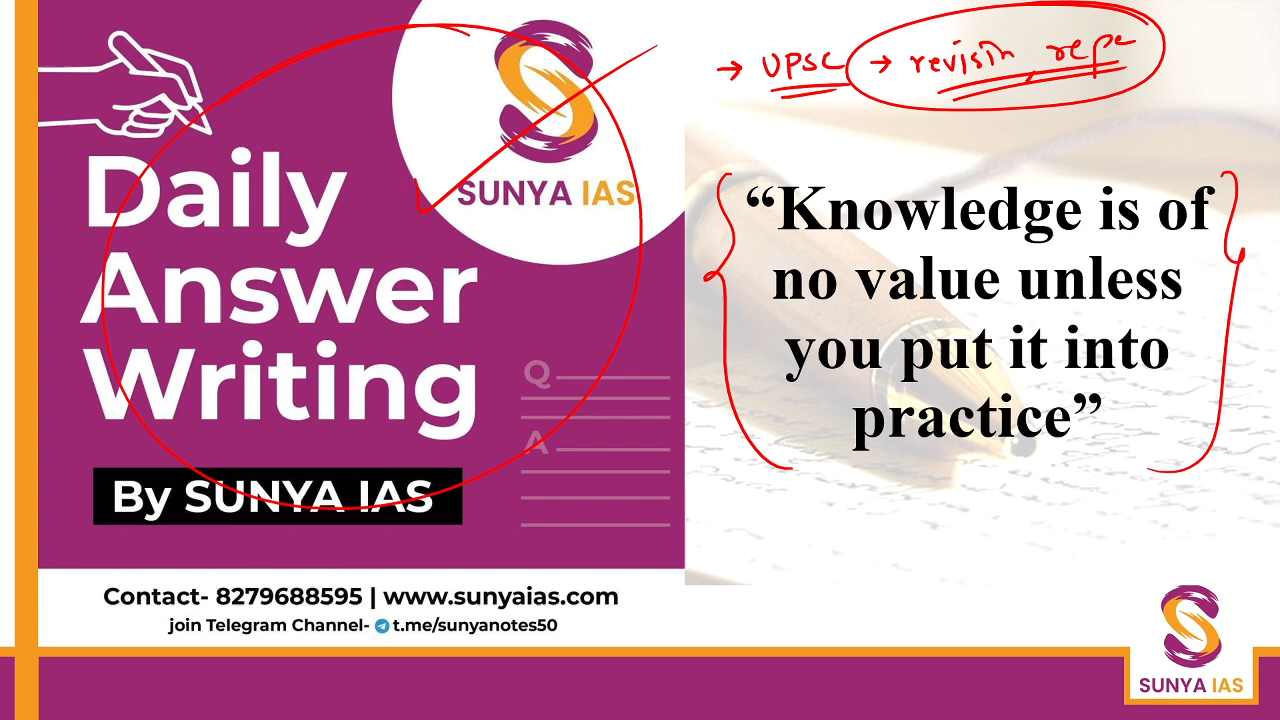 Daily
Answer
Writing
By SUNYA IAS
SUNYA IAS
Q
A
Contact- 8279688595 | www.sunyaias.com
join Telegram Channel- t.me/sunyanotes50
→ UPSC → revision, repe
“Knowledge is of
no value unless
you put it into
practice”
SUNYA IAS